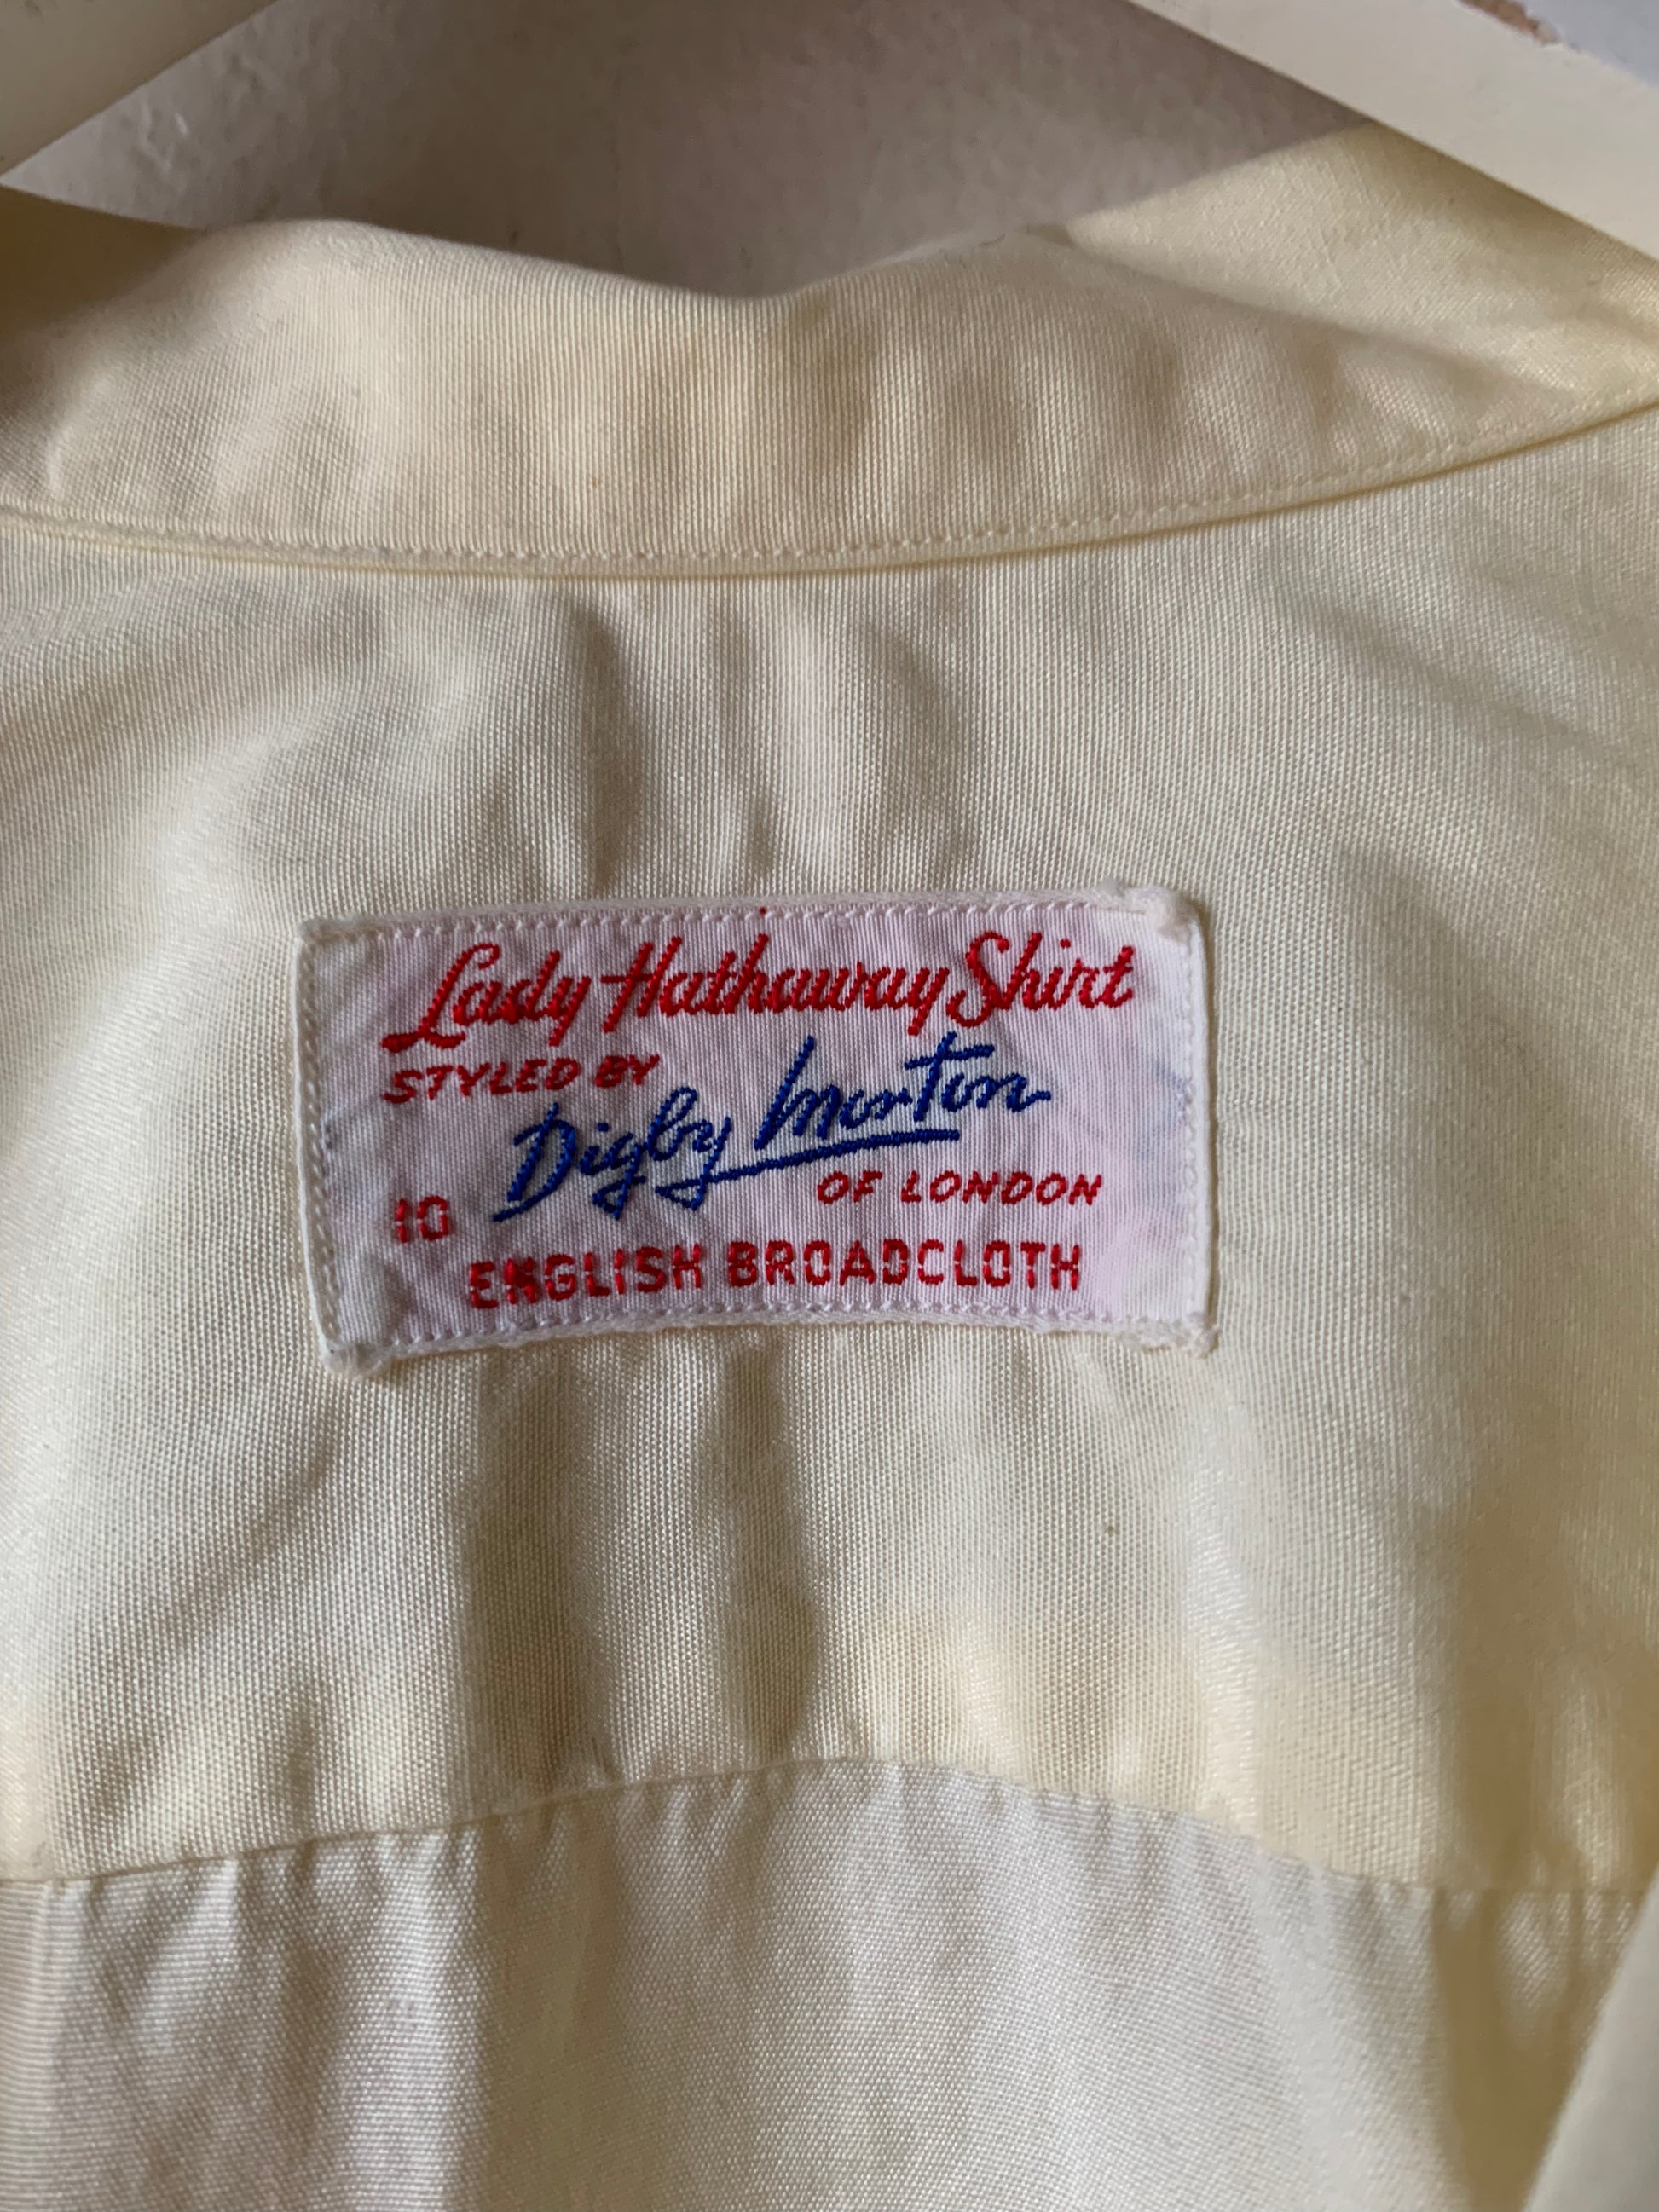 Lady Hathaway Shirt
STYLED BY
Digby Morton
OF LONDON
10
ENGLISH BROADCLOTH